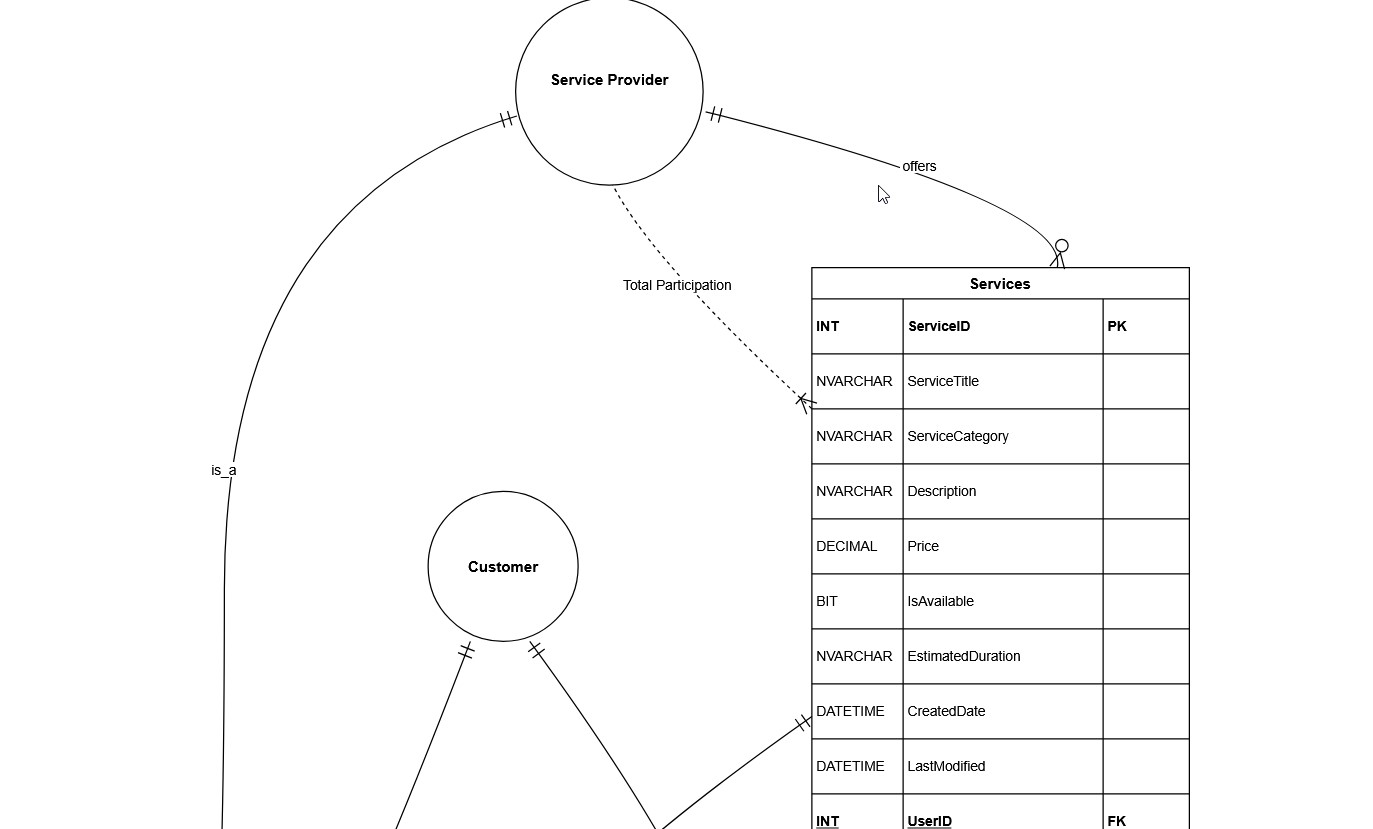 Service Provider
offers
Total Participation
Services
INT ServiceID PK
NVARCHAR ServiceTitle
NVARCHAR ServiceCategory
is_a
NVARCHAR Description
DECIMAL Price
Customer
BIT IsAvailable
NVARCHAR EstimatedDuration
DATETIME CreatedDate
DATETIME LastModified
INT UserID FK